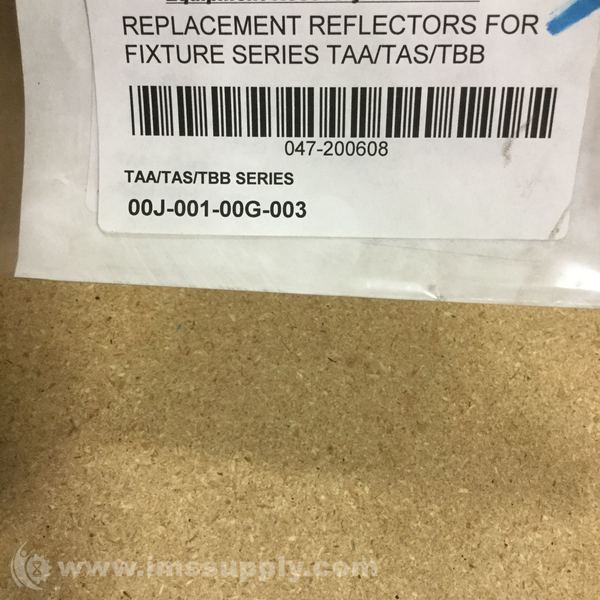 REPLACEMENT REFLECTORS FOR
FIXTURE SERIES TAA/TAS/TBB
047-200608
TAA/TAS/TBB SERIES
00J-001-00G-003
www.imssupply.com